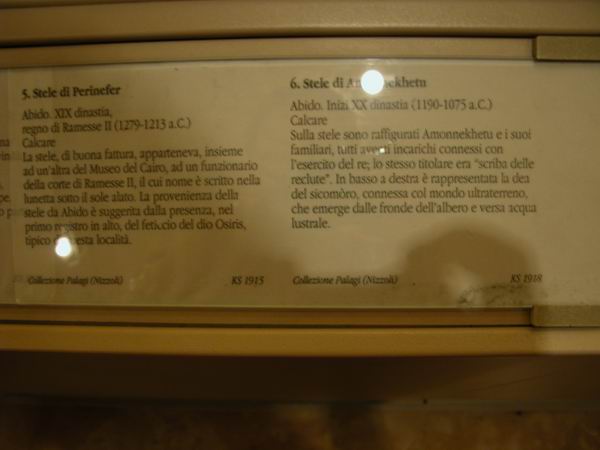 5. Stele di Perinefer
Abido. XIX dinastia,
regno di Ramesse II (1279-1213 a.C.)
Calcare
La stele, di buona fattura, apparteneva, insieme
ad un'altra del Museo del Cairo, ad un funzionario
della corte di Ramesse II, il cui nome è scritto nella
lunetta sotto il sole alato. La provenienza della
stele da Abido è suggerita dalla presenza, nel
primo registro in alto, del feticcio del dio Osiris,
tipico di questa località.
Collezione Palagi (Nizzoli) KS 1915
6. Stele di Amonnekhetu
Abido. Inizi XX dinastia (1190-1075 a.C.)
Calcare
Sulla stele sono raffigurati Amonnekhetu e i suoi
familiari, tutti aventi incarichi connessi con
l'esercito del re; lo stesso titolare era "scriba delle
reclute". In basso a destra è rappresentata la dea
del sicomòro, connessa col mondo ultraterreno,
che emerge dalle fronde dell'albero e versa acqua
lustrale.
Collezione Palagi (Nizzoli) KS 1918